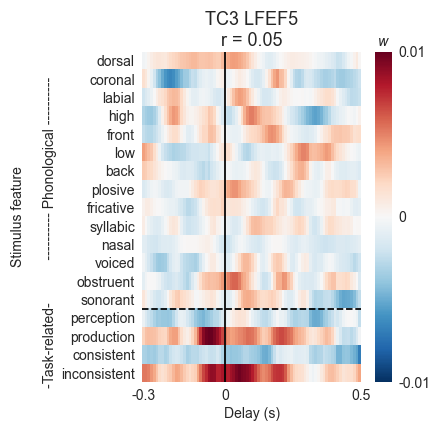 TC3 LFEF5
r = 0.05
w
dorsal
coronal
labial
high
front
low
back
plosive
fricative
syllabic
nasal
voiced
obstruent
sonorant
perception
production
consistent
inconsistent
Stimulus feature
----------- Phonological ----------
-Task-related-
0.01
0
-0.01
-0.3
0
0.5
Delay (s)